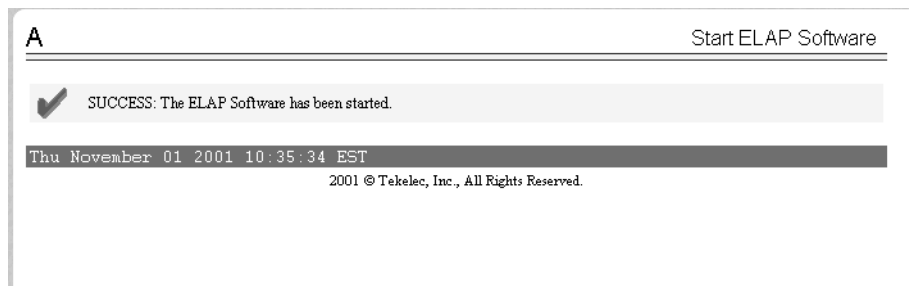 A Start ELAP Software
SUCCESS: The ELAP Software has been started.
Thu November 01 2001 10:35:34 EST
2001 © Tekelec, Inc., All Rights Reserved.